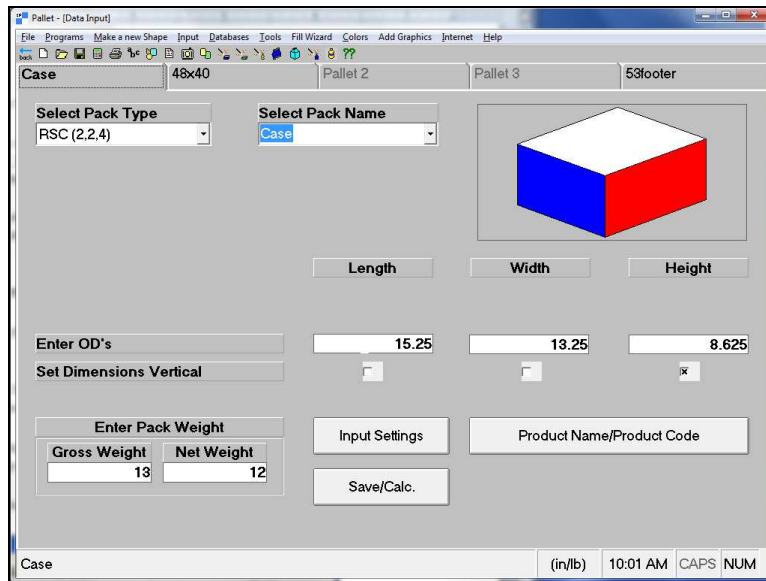 Pallet - [Data Input]
File Programs Make a new Shape Input Databases Tools Fill Wizard Colors Add Graphics Internet Help
back ??
Case 48x40 Pallet 2 Pallet 3 53footer
Select Pack Type Select Pack Name
RSC (2,2,4) Case
Length Width Height
Enter OD's 15.25 13.25 8.625
Set Dimensions Vertical
Enter Pack Weight
Gross Weight Net Weight
13 12
Input Settings Product Name/Product Code
Save/Calc.
Case (in/lb) 10:01 AM CAPS NUM